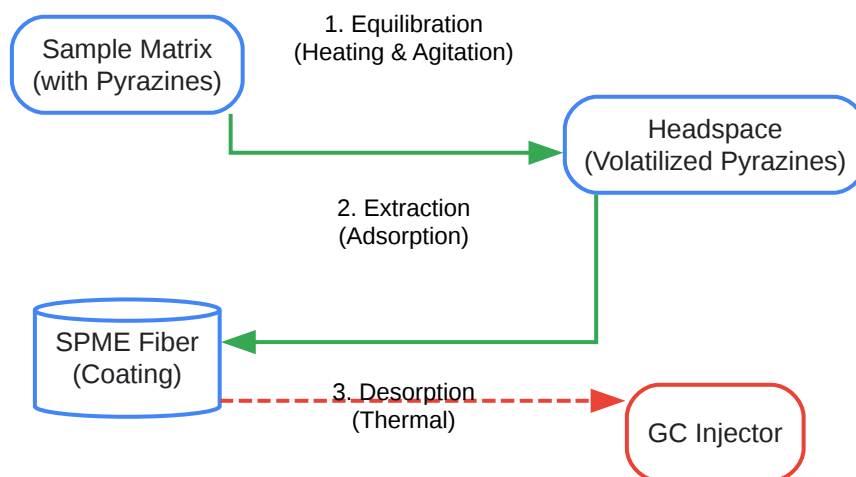 1. Equilibration
(Heating & Agitation)
Sample Matrix
(with Pyrazines)
Headspace
(Volatilized Pyrazines)
2. Extraction
(Adsorption)
SPME Fiber
(Coating)
3. Desorption
(Thermal)
GC Injector